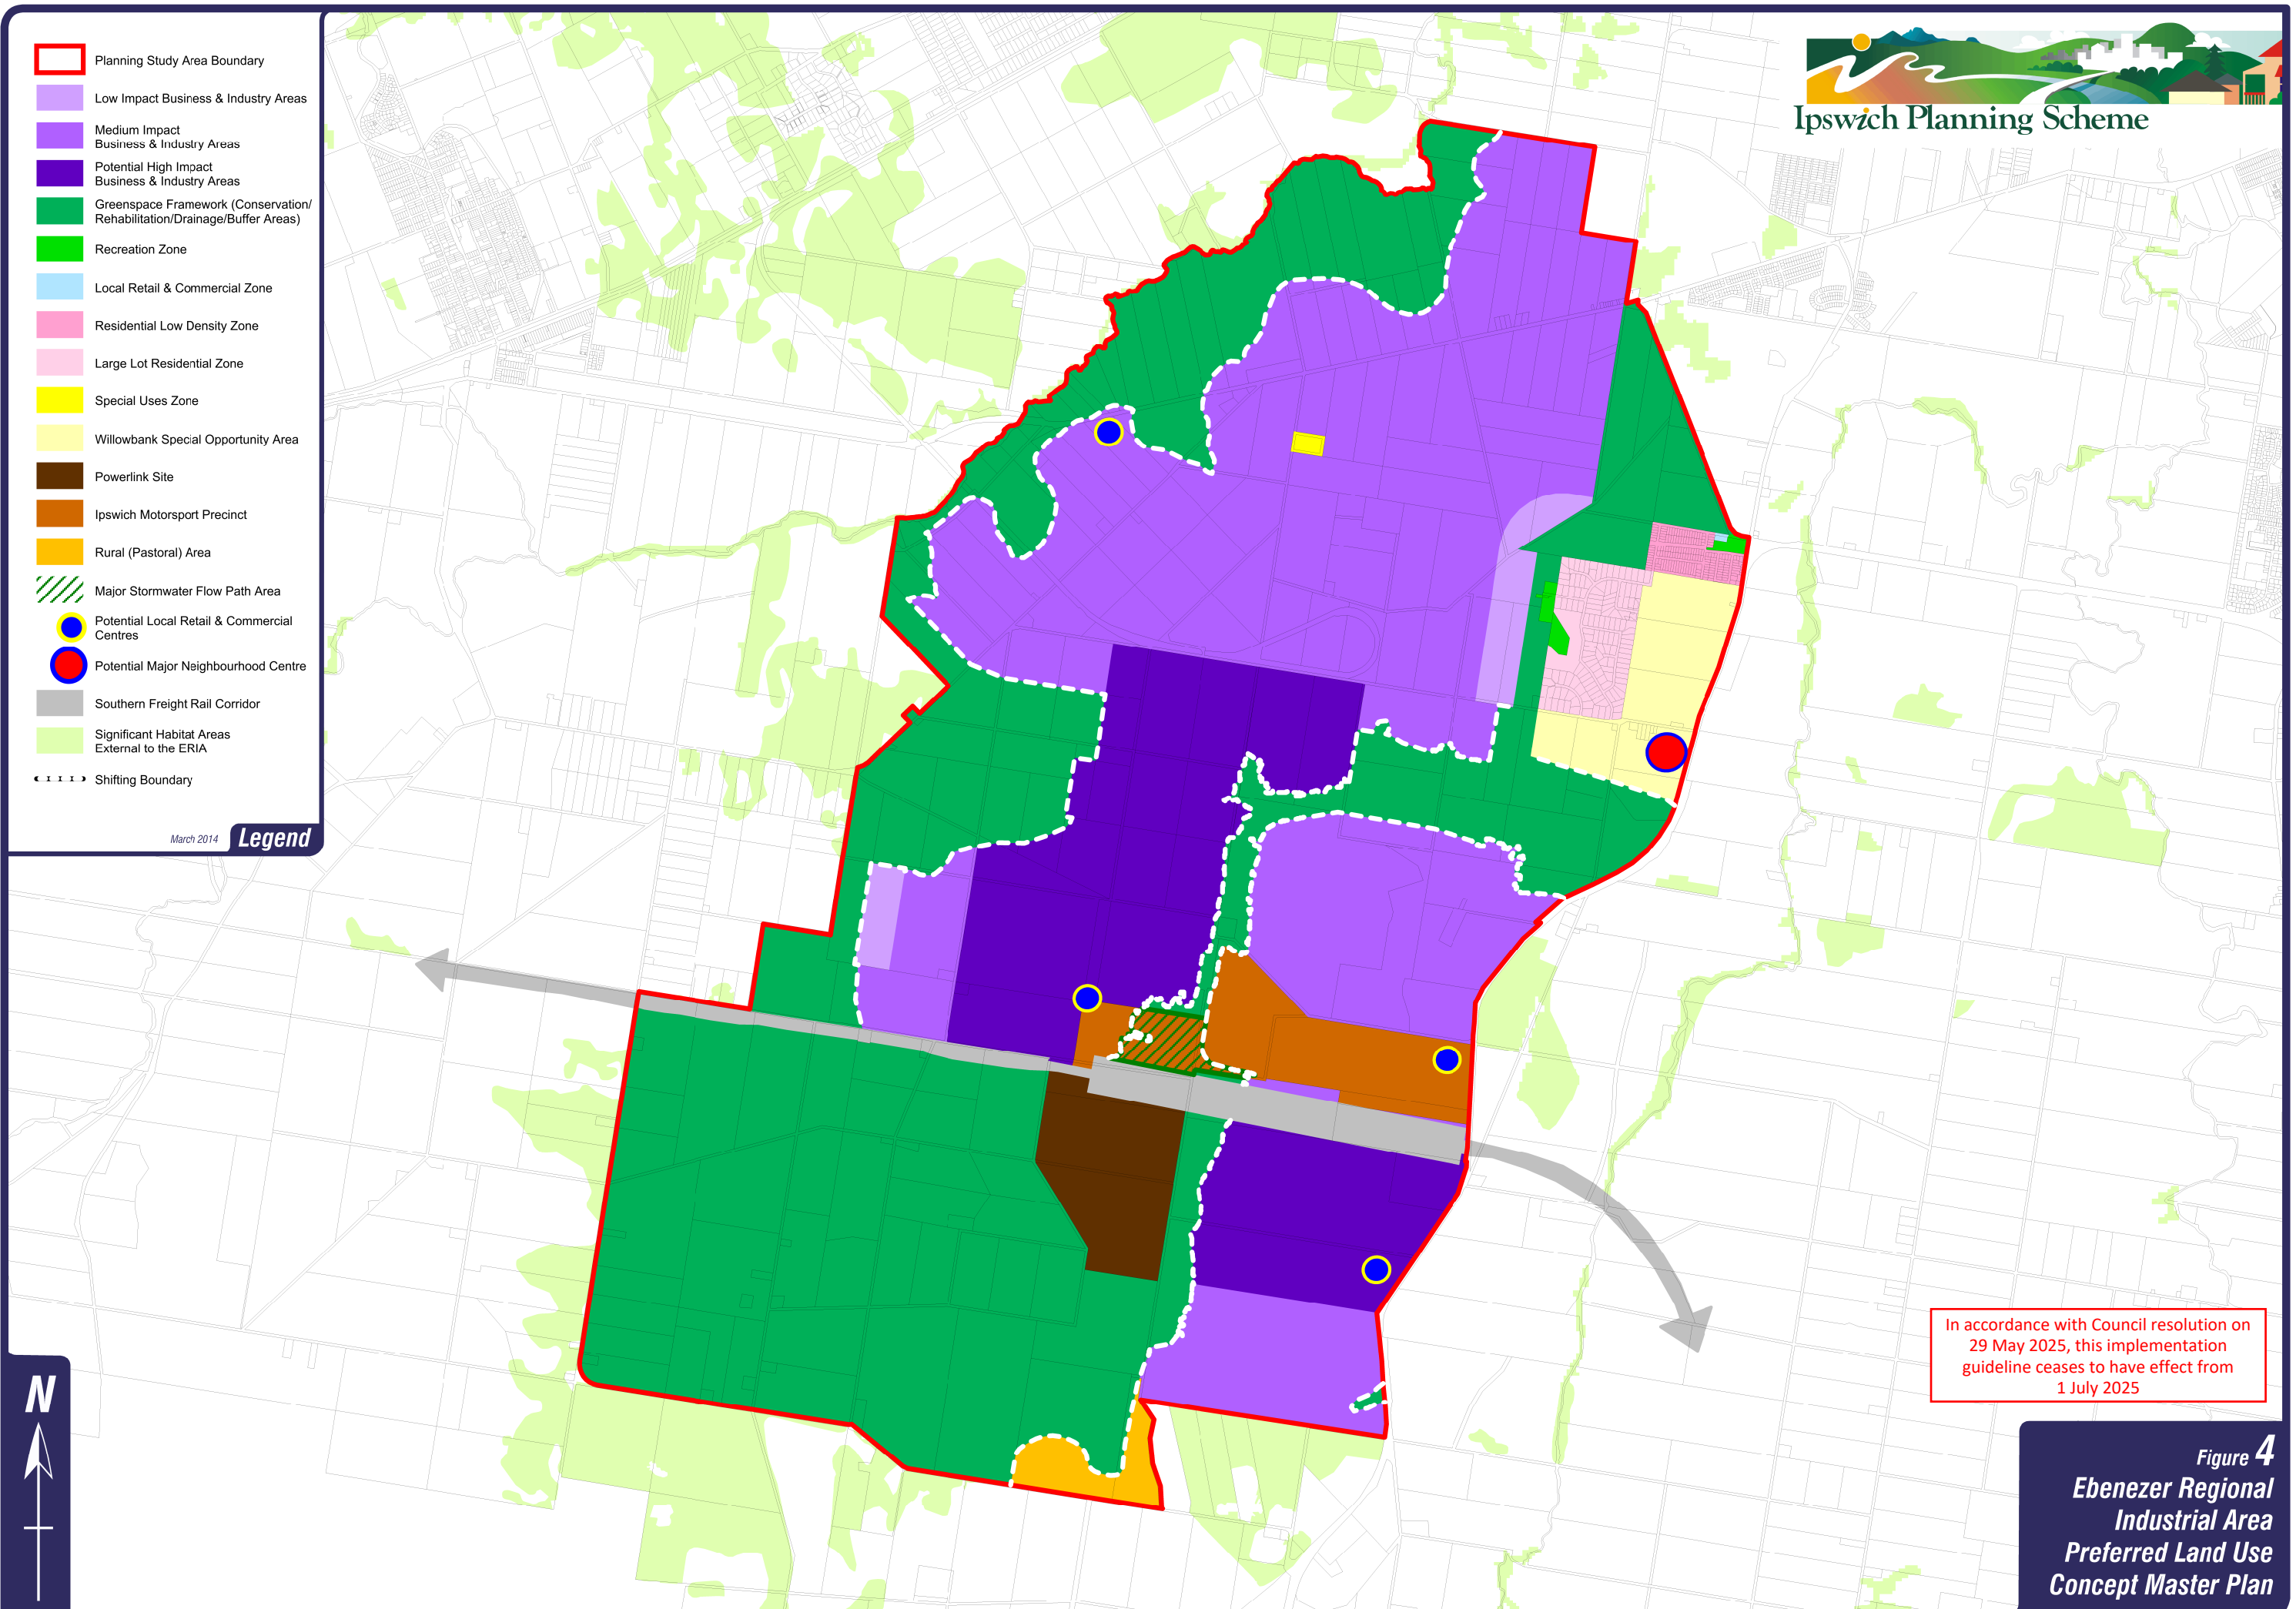 Planning Study Area Boundary
Low Impact Business & Industry Areas
Medium Impact
Business & Industry Areas
Potential High Impact
Business & Industry Areas
Greenspace Framework (Conservation/
Rehabilitation/Drainage/Buffer Areas)
Recreation Zone
Local Retail & Commercial Zone
Residential Low Density Zone
Large Lot Residential Zone
Special Uses Zone
Willowbank Special Opportunity Area
Powerlink Site
Ipswich Motorsport Precinct
Rural (Pastoral) Area
Major Stormwater Flow Path Area
Potential Local Retail & Commercial
Centres
Potential Major Neighbourhood Centre
Southern Freight Rail Corridor
Significant Habitat Areas
External to the ERIA
Shifting Boundary
March 2014
Legend
Ipswich Planning Scheme
In accordance with Council resolution on
29 May 2025, this implementation
guideline ceases to have effect from
1 July 2025
N
Figure 4
Ebenezer Regional
Industrial Area
Preferred Land Use
Concept Master Plan